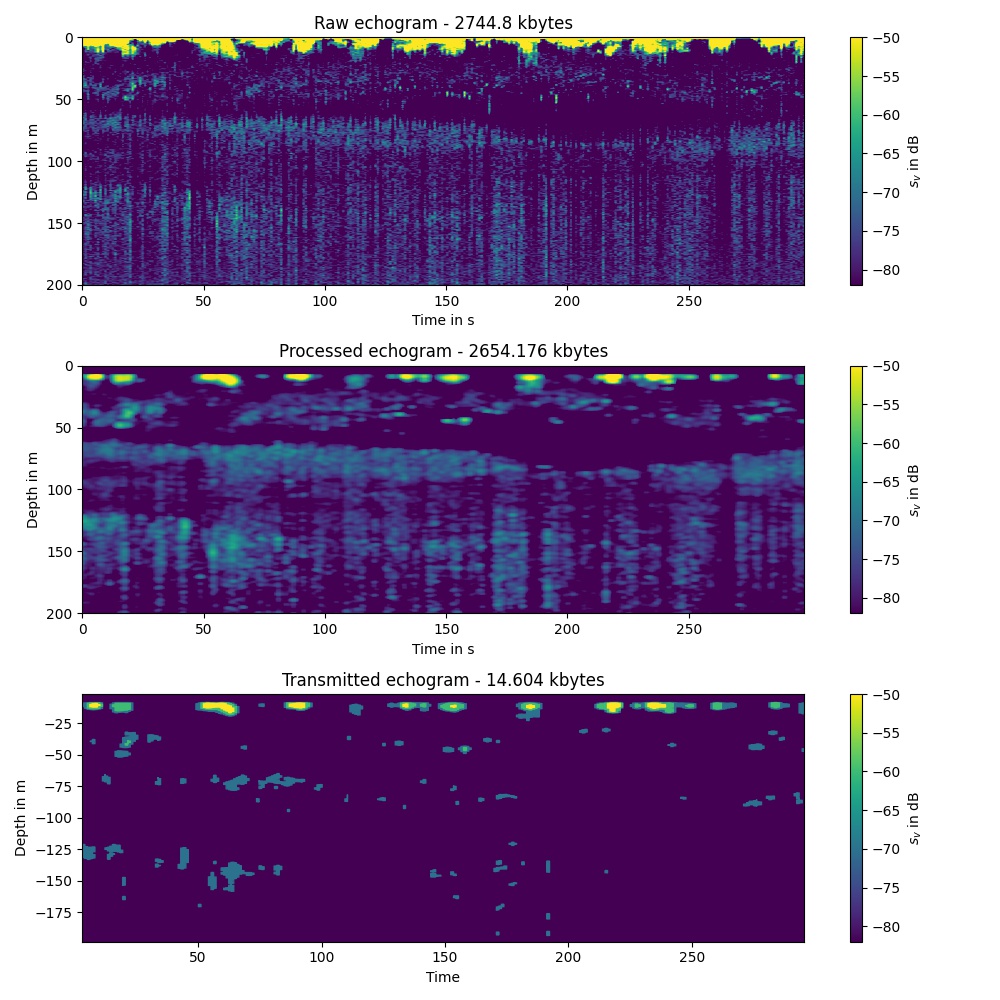 Raw echogram - 2744.8 kbytes
0
50
100
150
200
Depth in m
0 50 100 150 200 250
Time in s
−50
−55
−60
−65
−70
−75
−80
sv in dB
Processed echogram - 2654.176 kbytes
0
50
100
150
200
Depth in m
0 50 100 150 200 250
Time in s
−50
−55
−60
−65
−70
−75
−80
sv in dB
Transmitted echogram - 14.604 kbytes
−25
−50
−75
−100
−125
−150
−175
Depth in m
50 100 150 200 250
Time
−50
−55
−60
−65
−70
−75
−80
sv in dB